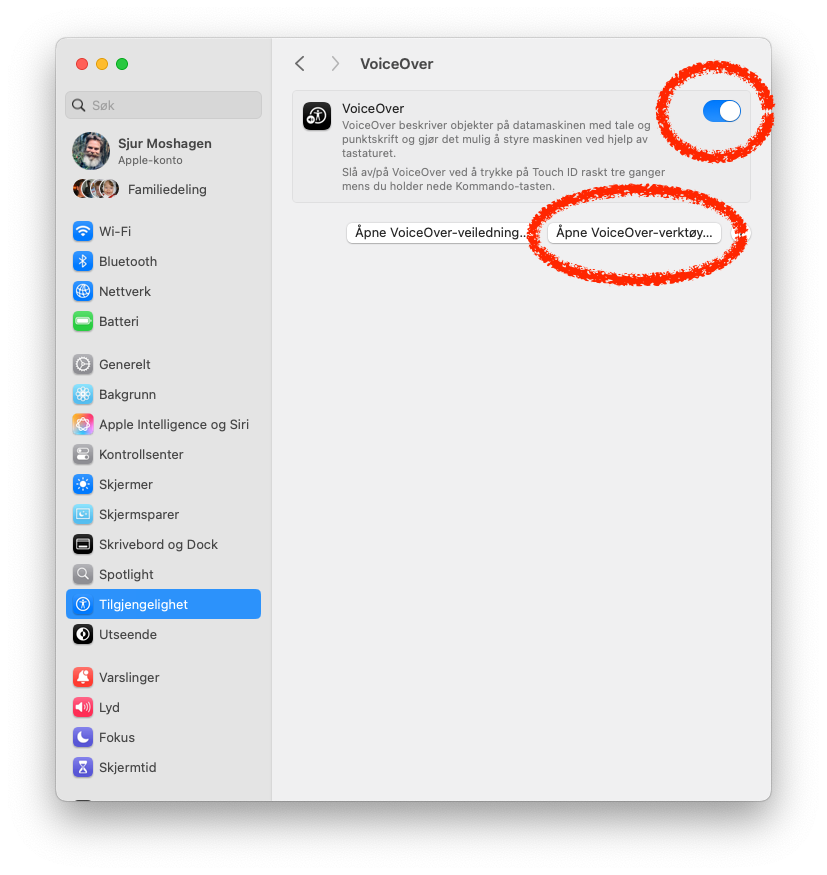 VoiceOver
Søk
Sjur Moshagen
Apple-konto
Familiedeling
Wi-Fi
Bluetooth
Nettverk
Batteri
Generelt
Bakgrunn
Apple Intelligence og Siri
Kontrollsenter
Skjermer
Skjermsparer
Skrivebord og Dock
Spotlight
Tilgjengelighet
Utseende
Varslinger
Lyd
Fokus
Skjermtid
VoiceOver
VoiceOver beskriver objekter på datamaskinen med tale og
punktskrift og gjør det mulig å styre maskinen ved hjelp av
tastaturet.
Slå av/på VoiceOver ved å trykke på Touch ID raskt tre ganger
mens du holder nede Kommando-tasten.
Åpne VoiceOver-veiledning...
Åpne VoiceOver-verktøy...